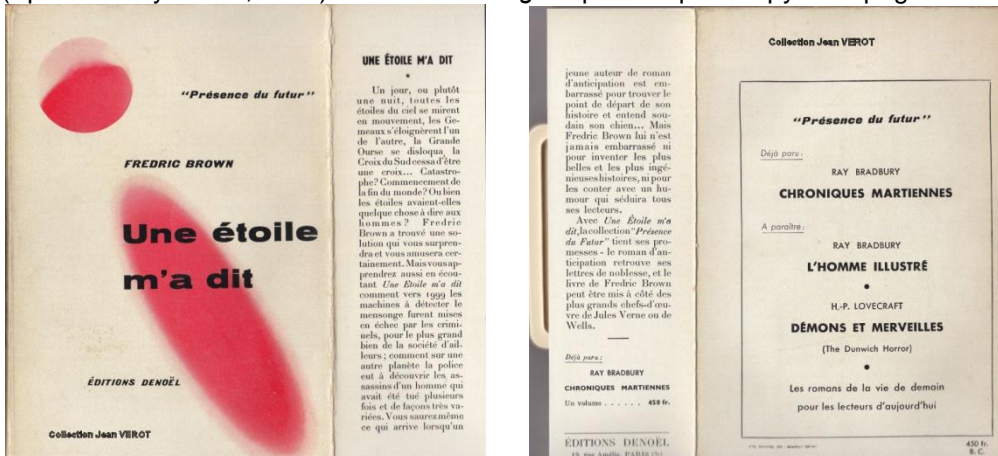 "Présence du futur"
FREDRIC BROWN
Une étoile
m'a dit
ÉDITIONS DENOËL
Collection Jean VEROT
UNE ÉTOILE M'A DIT
Un jour, ou plutôt
une nuit, toutes les
étoiles du ciel se mirent
en mouvement, les Gé-
meaux s'éloignèrent l'un
de l'autre, la Grande
Ourse se disloqua, la
Croix du Sud cessa d'être
une croix... Catastro-
phe? Commencement de
la fin du monde? Ou bien
les étoiles avaient-elles
quelque chose à dire aux
hommes? Fredric
Brown a trouvé une so-
lution qui vous surpren-
dra et vous amusera cer-
tainement. Mais vous ap-
prendrez aussi en écou-
tant Une Étoile m'a dit
comment vers 1999 les
machines à détecter le
mensonge furent mises
en échec par les crimi-
nels, pour le plus grand
bien de la société d'ail-
leurs; comment sur une
autre planète la police
eut à découvrir les as-
sassins d'un homme qui
avait été tué plusieurs
fois et de façons très va-
riées. Vous saurez même
ce qui arrive lorsqu'un
jeune auteur de roman
d'anticipation est em-
barrassé pour trouver le
point de départ de son
histoire et entend sou-
dain son chien... Mais
Fredric Brown lui n'est
jamais embarrassé ni
pour inventer les plus
belles et les plus ingé-
nieuses histoires, ni pour
les conter avec un hu-
mour qui séduira tous
ses lecteurs.
Avec Une Étoile m'a
dit, la collection "Présence
du Futur" tient ses pro-
messes - le roman d'an-
ticipation retrouve ses
lettres de noblesse, et le
livre de Fredric Brown
peut être mis à côté des
plus grands chefs-d'œu-
vre de Jules Verne ou de
Wells.
Déjà paru:
RAY BRADBURY
CHRONIQUES MARTIENNES
Un volume . . . . . . 450 fr.
ÉDITIONS DENOËL
19, rue Amélie, PARIS
Collection Jean VEROT
"Présence du futur"
Déjà paru:
RAY BRADBURY
CHRONIQUES MARTIENNES
A paraître:
RAY BRADBURY
L'HOMME ILLUSTRÉ
H.-P. LOVECRAFT
DÉMONS ET MERVEILLES
(The Dunwich Horror)
Les romans de la vie de demain
pour les lecteurs d'aujourd'hui
450 fr.
B. C.